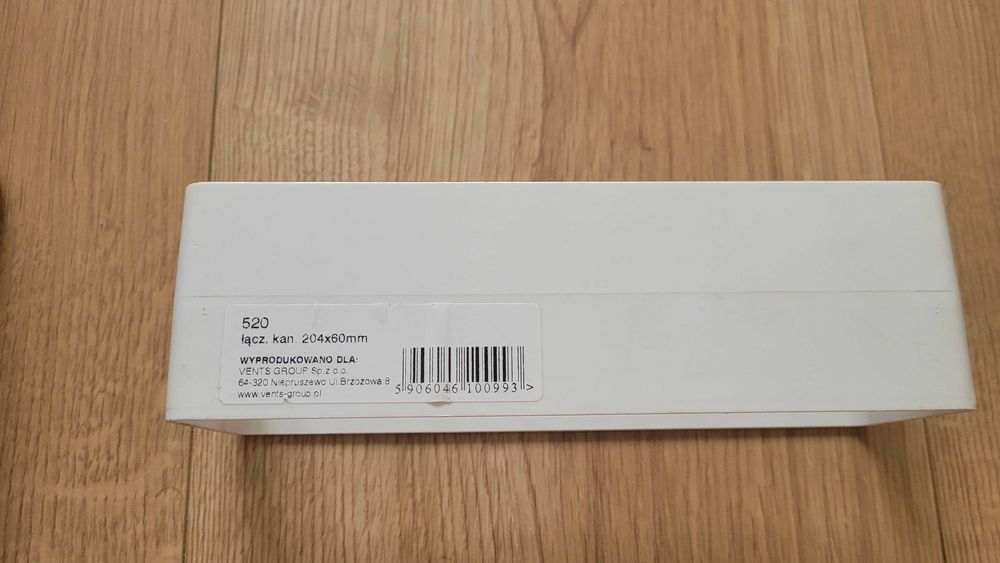 520
łącz. kan. 204x60mm
WYPRODUKOWANO DLA:
VENTS GROUP Sp.z o.o.
64-320 Niepruszewo Ul.Brzozowa 8
www.vents-group.pl
5 906046 100993 >